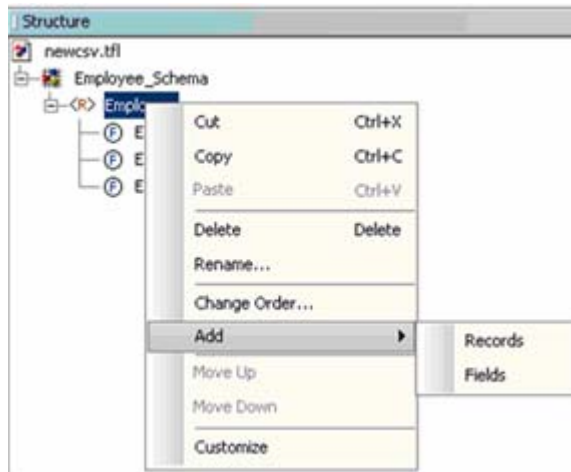 Structure
newcsv.tfl
Employee_Schema
<R> Emplo
F E
F E
F E
Cut Ctrl+X
Copy Ctrl+C
Paste Ctrl+V
Delete Delete
Rename...
Change Order...
Add
Records
Fields
Move Up
Move Down
Customize